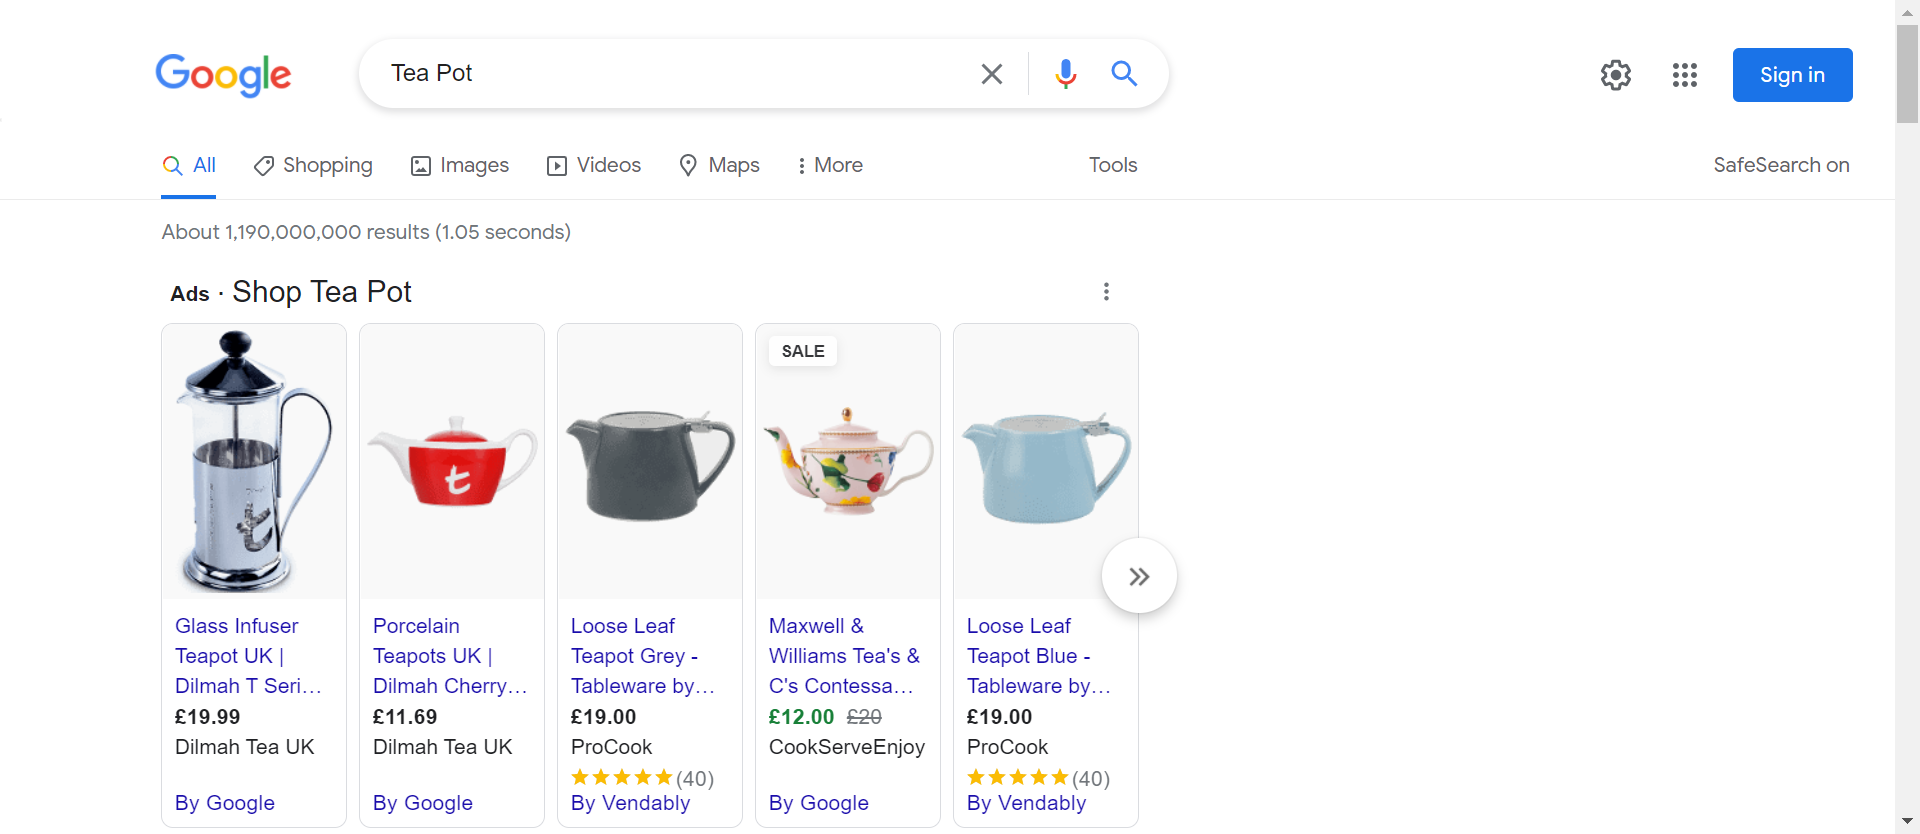 Google
Tea Pot
Sign in
All
Shopping
Images
Videos
Maps
More
Tools
SafeSearch on
About 1,190,000,000 results (1.05 seconds)
Ads · Shop Tea Pot
t
t
SALE
Glass Infuser
Teapot UK |
Dilmah T Seri...
£19.99
Dilmah Tea UK
By Google
Porcelain
Teapots UK |
Dilmah Cherry...
£11.69
Dilmah Tea UK
By Google
Loose Leaf
Teapot Grey -
Tableware by...
£19.00
ProCook
(40)
By Vendably
Maxwell &
Williams Tea's &
C's Contessa...
£12.00 £20
CookServeEnjoy
By Google
Loose Leaf
Teapot Blue -
Tableware by...
£19.00
ProCook
(40)
By Vendably